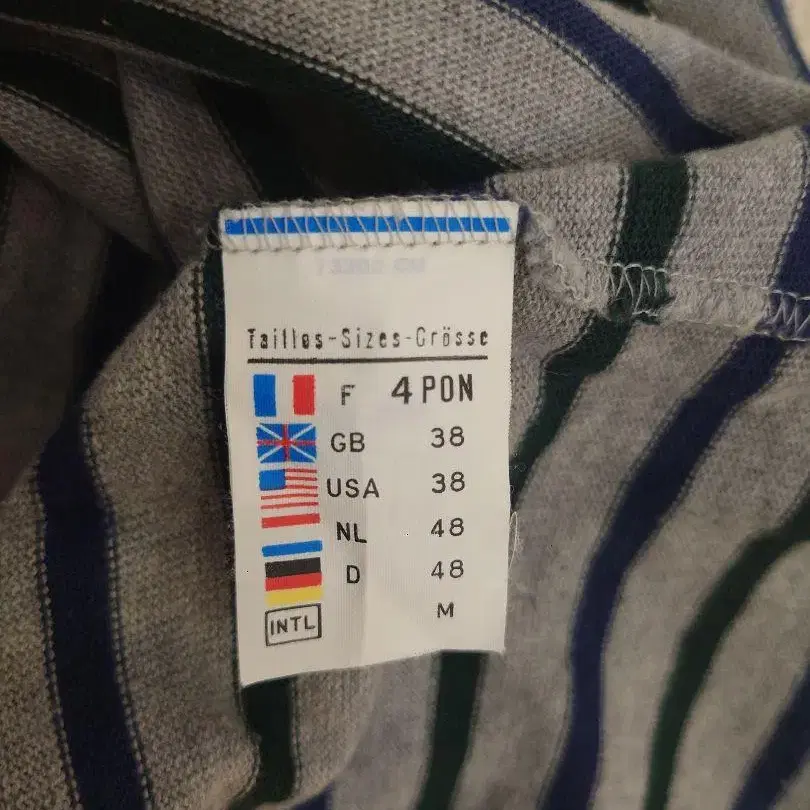 Tailles-Sizes-Grösse
F 4 PON
GB 38
USA 38
NL 48
D 48
INTL M